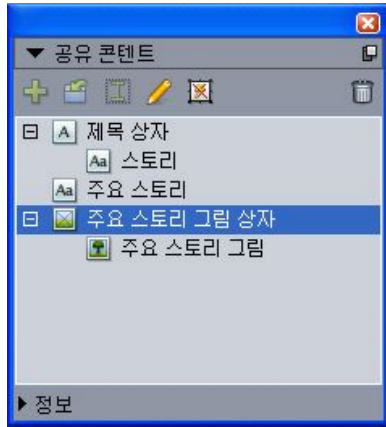 공유 콘텐트
제목 상자
스토리
주요 스토리
주요 스토리 그림 상자
주요 스토리 그림
정보